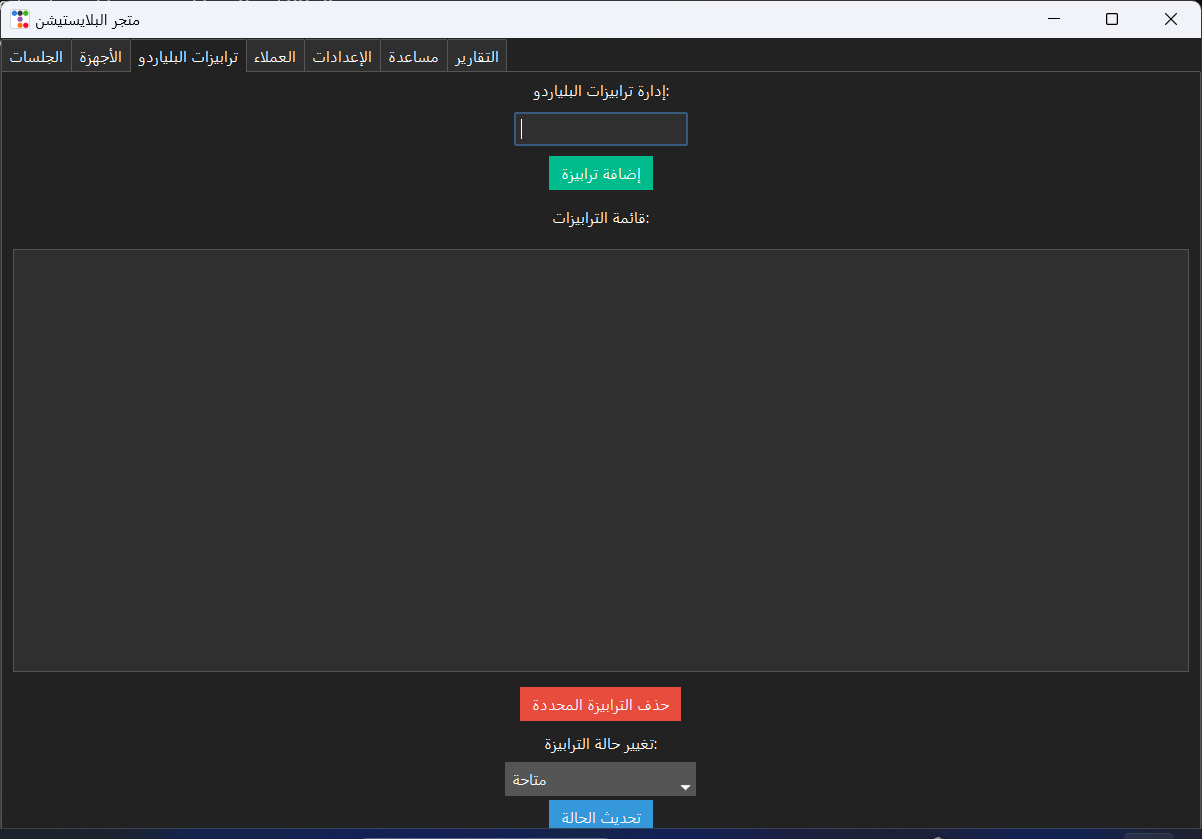 متجر البلايستيشن
الجلسات
الأجهزة
ترابيزات البلياردو
العملاء
الإعدادات
مساعدة
التقارير
إدارة ترابيزات البلياردو:
إضافة ترابيزة
قائمة الترابيزات:
حذف الترابيزة المحددة
تغيير حالة الترابيزة:
متاحة
تحديث الحالة